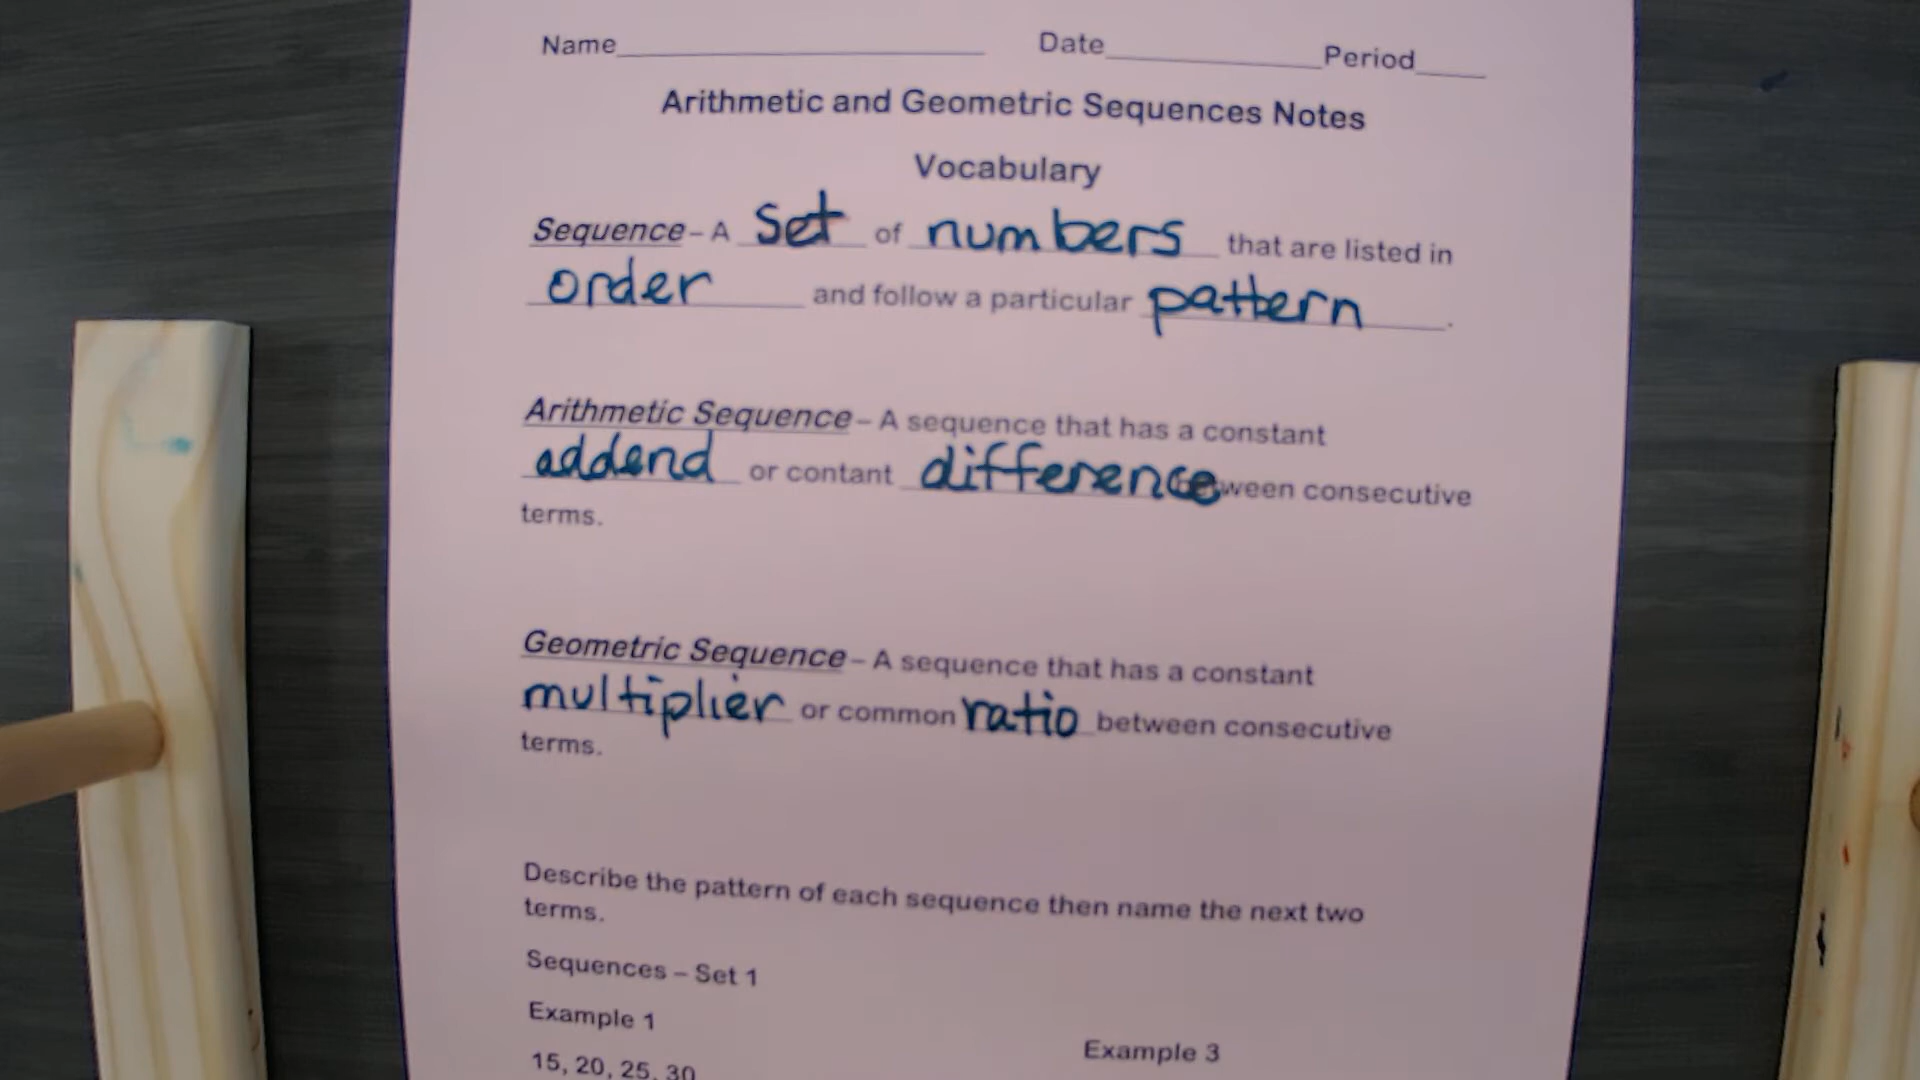 Name____ Date____ Period____
Arithmetic and Geometric Sequences Notes
Vocabulary
Sequence – A set of numbers that are listed in
order and follow a particular pattern.
Arithmetic Sequence – A sequence that has a constant
addend or contant difference between consecutive
terms.
Geometric Sequence – A sequence that has a constant
multiplier or common ratio between consecutive
terms.
Describe the pattern of each sequence then name the next two
terms.
Sequences – Set 1
Example 1
Example 3
15, 20, 25, 30